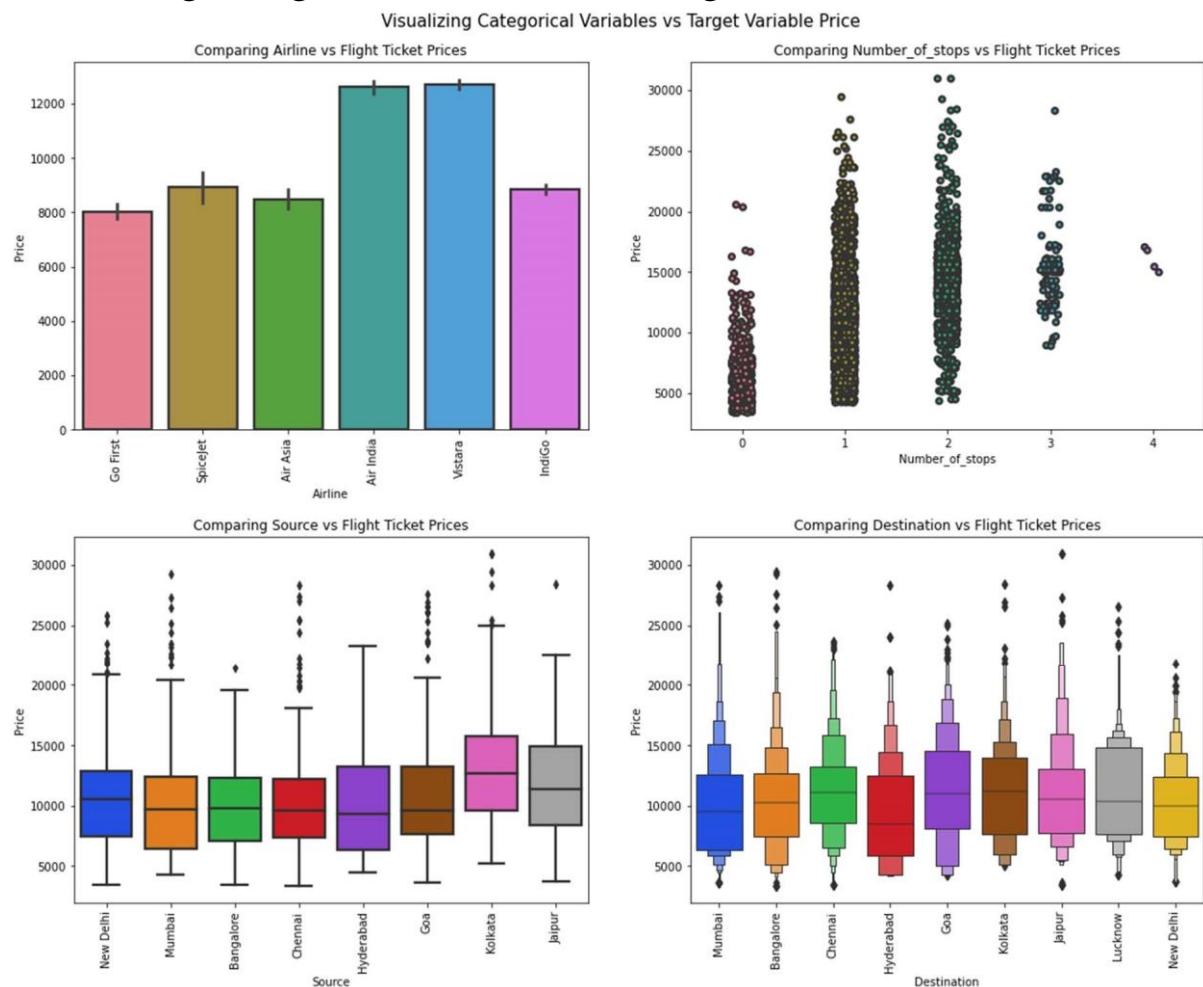 Visualizing Categorical Variables vs Target Variable Price
Comparing Airline vs Flight Ticket Prices
12000
10000
8000
6000
4000
2000
0
Price
Go First
SpiceJet
Air Asia
Air India
Vistara
IndiGo
Airline
Comparing Number_of_stops vs Flight Ticket Prices
30000
25000
20000
15000
10000
5000
Price
0 1 2 3 4
Number_of_stops
Comparing Source vs Flight Ticket Prices
30000
25000
20000
15000
10000
5000
Price
New Delhi
Mumbai
Bangalore
Chennai
Hyderabad
Goa
Kolkata
Jaipur
Source
Comparing Destination vs Flight Ticket Prices
30000
25000
20000
15000
10000
5000
Price
Mumbai
Bangalore
Chennai
Hyderabad
Goa
Kolkata
Jaipur
Lucknow
New Delhi
Destination